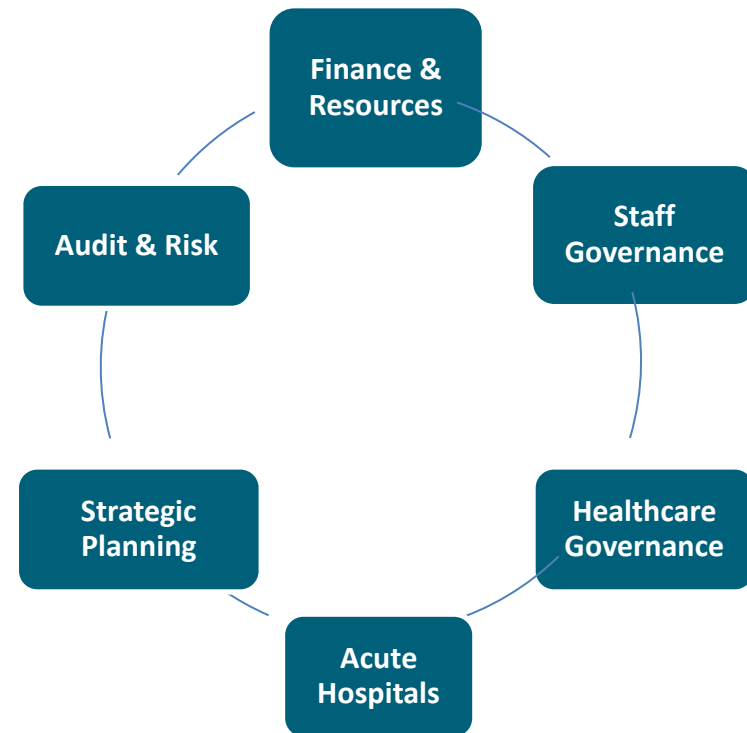 Finance &
Resources
Staff
Governance
Healthcare
Governance
Acute
Hospitals
Strategic
Planning
Audit & Risk